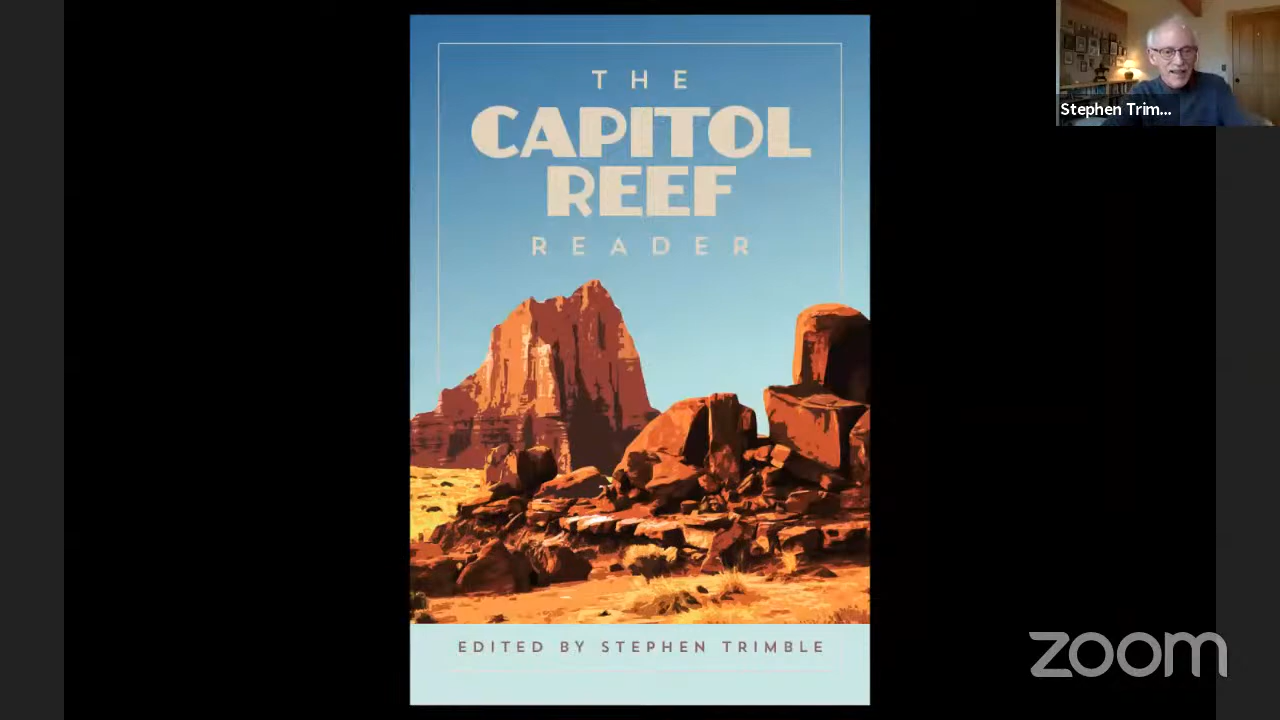 THE
CAPITOL
REEF
READER
EDITED BY STEPHEN TRIMBLE
Stephen Trim...
zoom